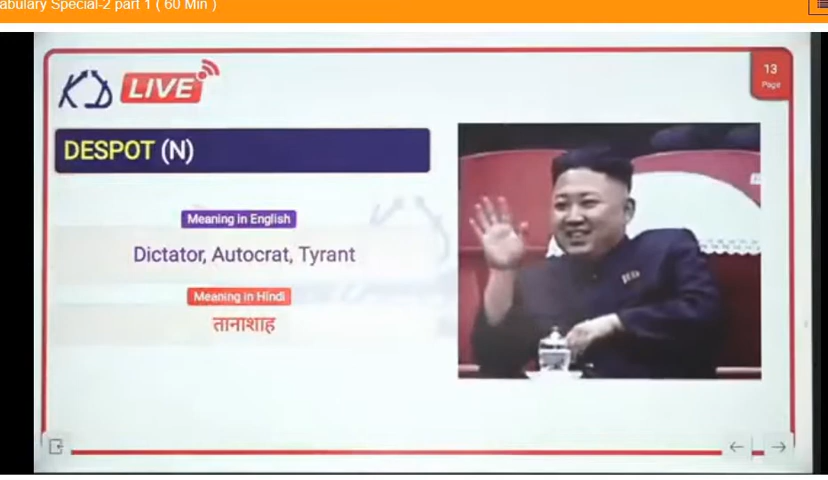 abulary Special-2 part 1 ( 60 Min )
KD LIVE
13
Page
DESPOT (N)
Meaning in English
Dictator, Autocrat, Tyrant
Meaning in Hindi
तानाशाह